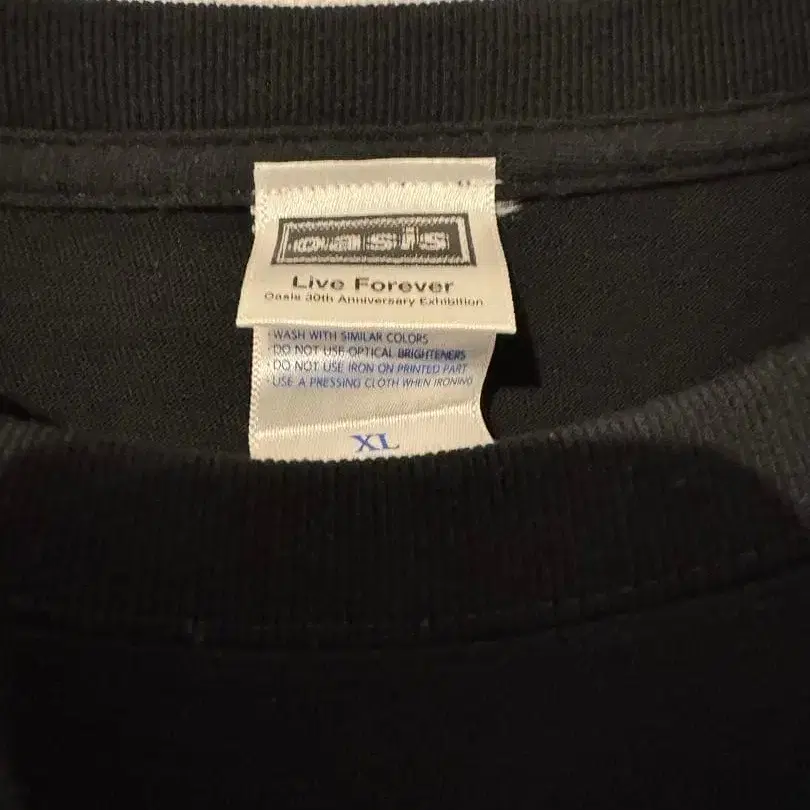 oasis
Live Forever
Oasis 30th Anniversary Exhibition
· WASH WITH SIMILAR COLORS
· DO NOT USE OPTICAL BRIGHTENERS
· DO NOT USE IRON ON PRINTED PART
· USE A PRESSING CLOTH WHEN IRONING
XL